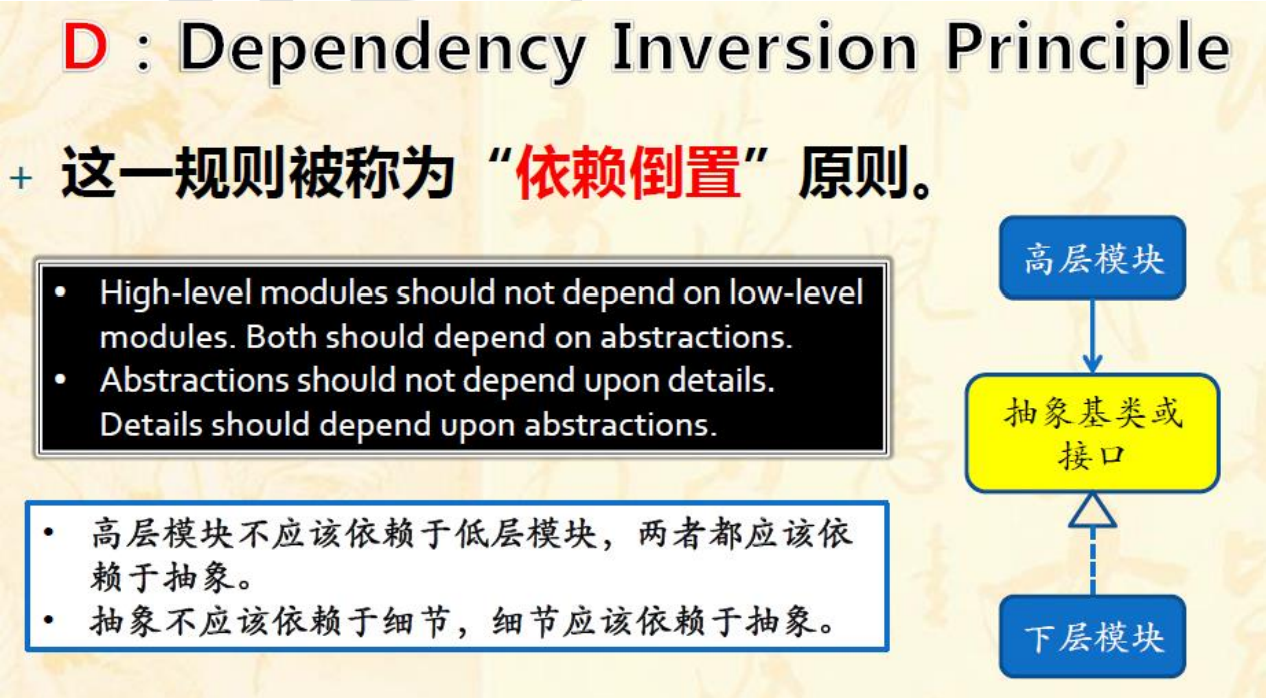 D：Dependency Inversion Principle
+ 这一规则被称为“依赖倒置”原则。
• High-level modules should not depend on low-level
modules. Both should depend on abstractions.
• Abstractions should not depend upon details.
Details should depend upon abstractions.
• 高层模块不应该依赖于低层模块，两者都应该依
赖于抽象。
• 抽象不应该依赖于细节，细节应该依赖于抽象。
高层模块
抽象基类或
接口
下层模块